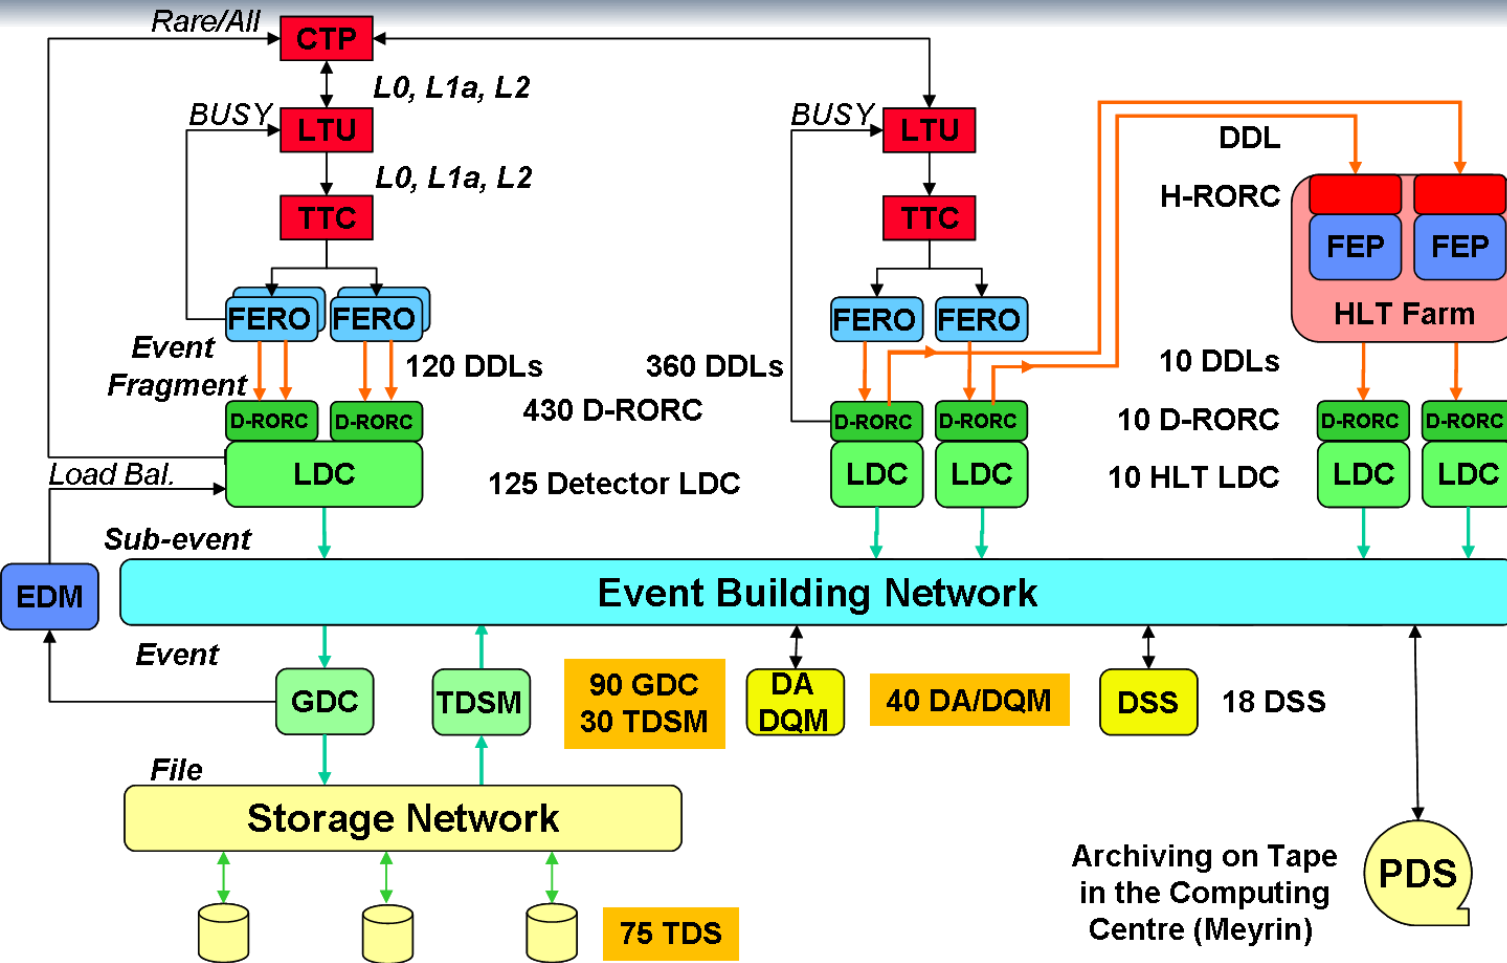 Rare/All
CTP
L0, L1a, L2
BUSY
LTU
BUSY
LTU
DDL
L0, L1a, L2
H-RORC
TTC
TTC
FEP
FEP
HLT Farm
FERO
FERO
FERO
FERO
Event
Fragment
120 DDLs
360 DDLs
10 DDLs
430 D-RORC
D-RORC
D-RORC
D-RORC
D-RORC
10 D-RORC
D-RORC
D-RORC
Load Bal.
LDC
125 Detector LDC
LDC
LDC
10 HLT LDC
LDC
LDC
Sub-event
EDM
Event Building Network
Event
GDC
TDSM
90 GDC
30 TDSM
DA
DQM
40 DA/DQM
DSS
18 DSS
File
Storage Network
Archiving on Tape
in the Computing
Centre (Meyrin)
PDS
75 TDS